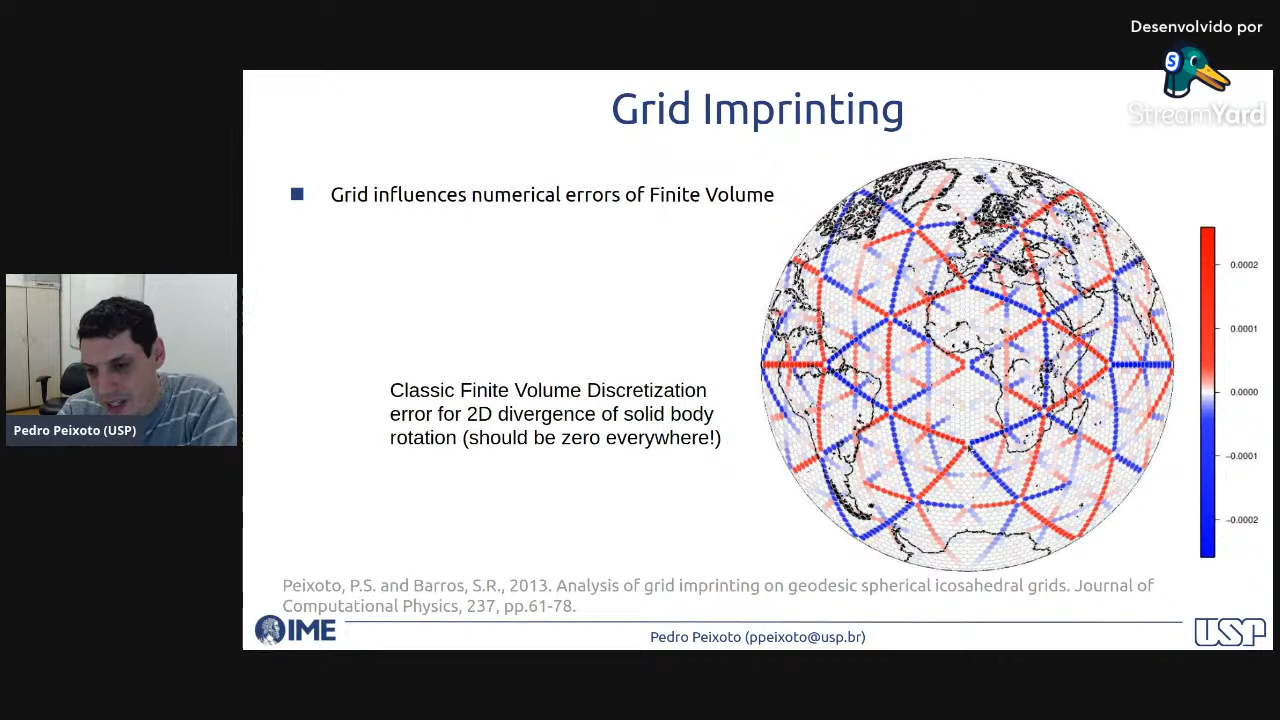 Desenvolvido por
S
StreamYard
Grid Imprinting
Grid influences numerical errors of Finite Volume
Classic Finite Volume Discretization
error for 2D divergence of solid body
rotation (should be zero everywhere!)
0.0002
0.0001
0.0000
-0.0001
-0.0002
Pedro Peixoto (USP)
Peixoto, P.S. and Barros, S.R., 2013. Analysis of grid imprinting on geodesic spherical icosahedral grids. Journal of
Computational Physics, 237, pp.61-78.
IME
Pedro Peixoto (ppeixoto@usp.br)
USP